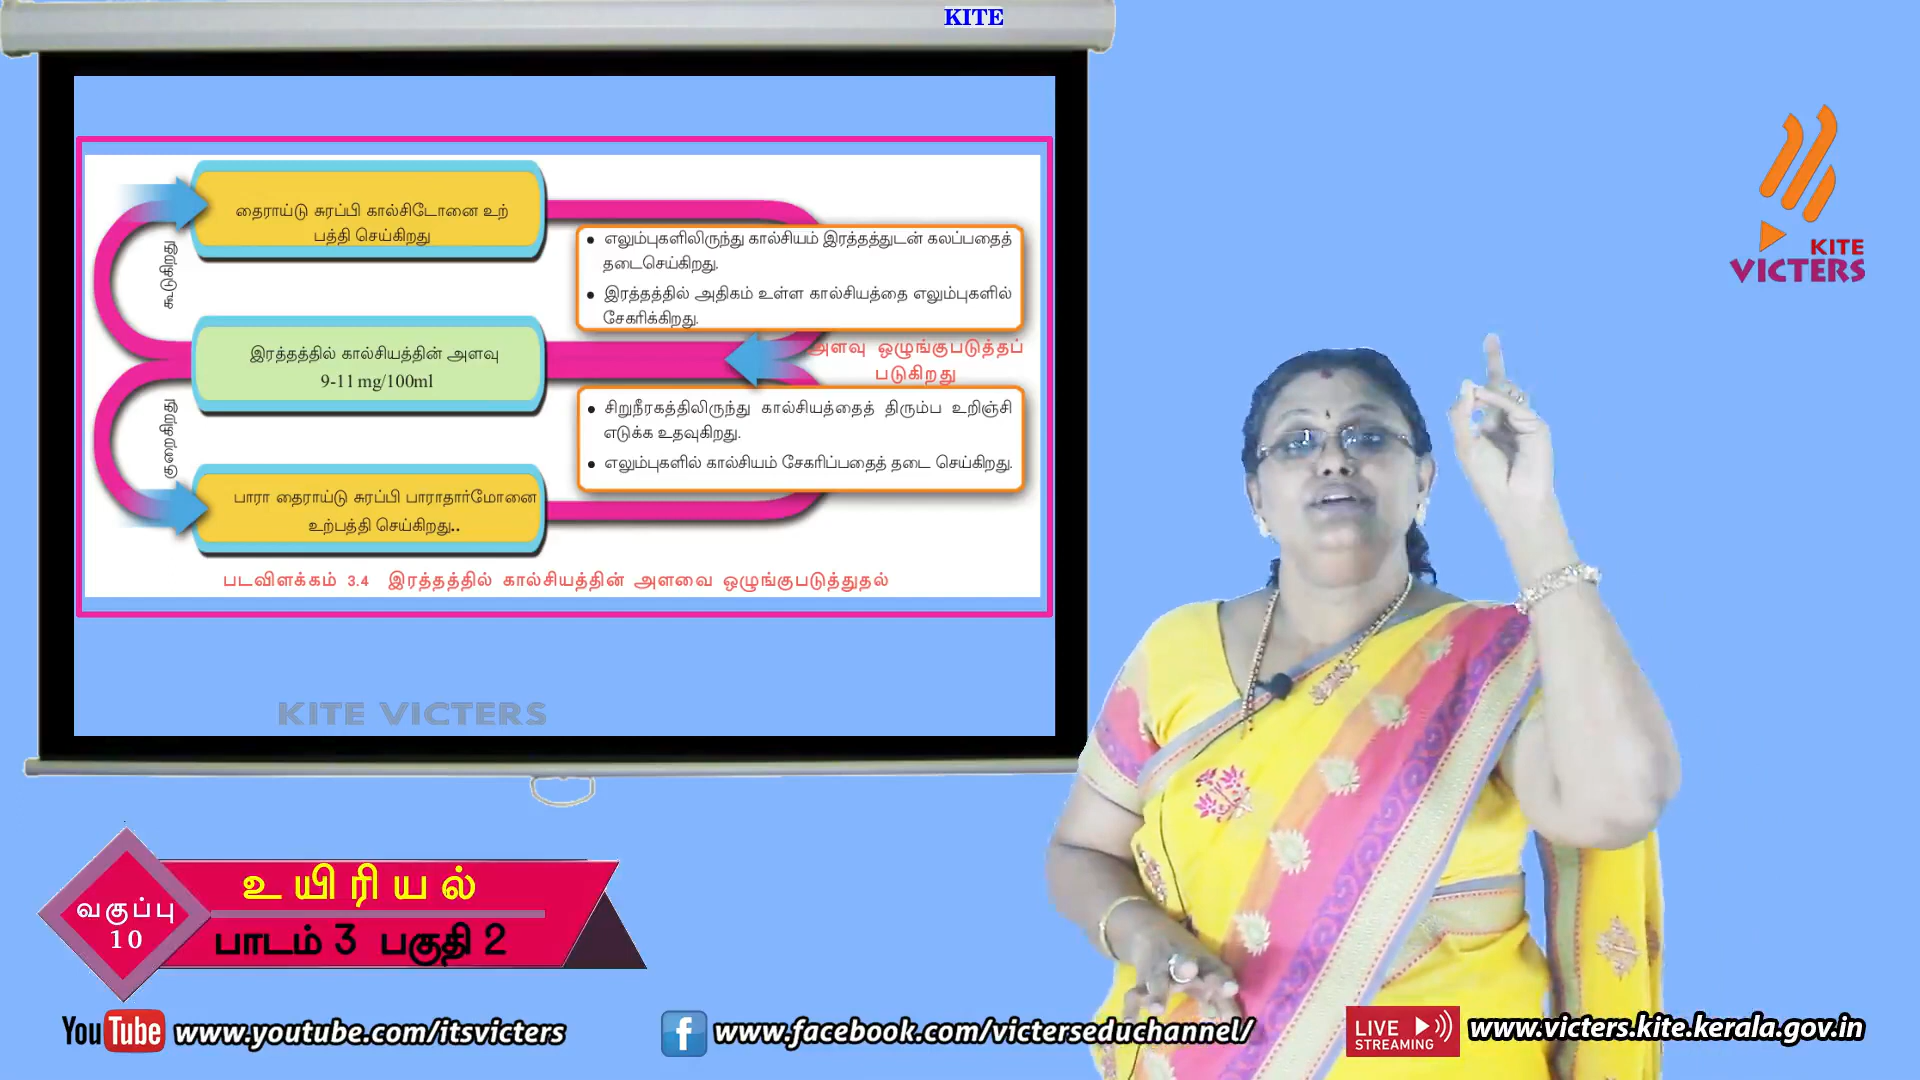 KITE
தைராய்டு சுரப்பி கால்சிடோனை உற்
பத்தி செய்கிறது
கூடுகிறது
எலும்புகளிலிருந்து கால்சியம் இரத்தத்துடன் கலப்பதைத்
தடைசெய்கிறது.
இரத்தத்தில் அதிகம் உள்ள கால்சியத்தை எலும்புகளில்
சேகரிக்கிறது.
இரத்தத்தில் கால்சியத்தின் அளவு
9-11 mg/100ml
அளவு ஒழுங்குபடுத்தப்
படுகிறது
குறைகிறது
சிறுநீரகத்திலிருந்து கால்சியத்தைத் திரும்ப உறிஞ்சி
எடுக்க உதவுகிறது.
எலும்புகளில் கால்சியம் சேகரிப்பதைத் தடை செய்கிறது.
பாரா தைராய்டு சுரப்பி பாராதார்மோனை
உற்பத்தி செய்கிறது..
படவிளக்கம் 3.4 இரத்தத்தில் கால்சியத்தின் அளவை ஒழுங்குபடுத்துதல்
KITE VICTERS
KITE
VICTERS
வகுப்பு
10
உயிரியல்
பாடம் 3 பகுதி 2
YouTube www.youtube.com/itsvicters
f www.facebook.com/victerseduchannel/
LIVE
STREAMING
www.victers.kite.kerala.gov.in